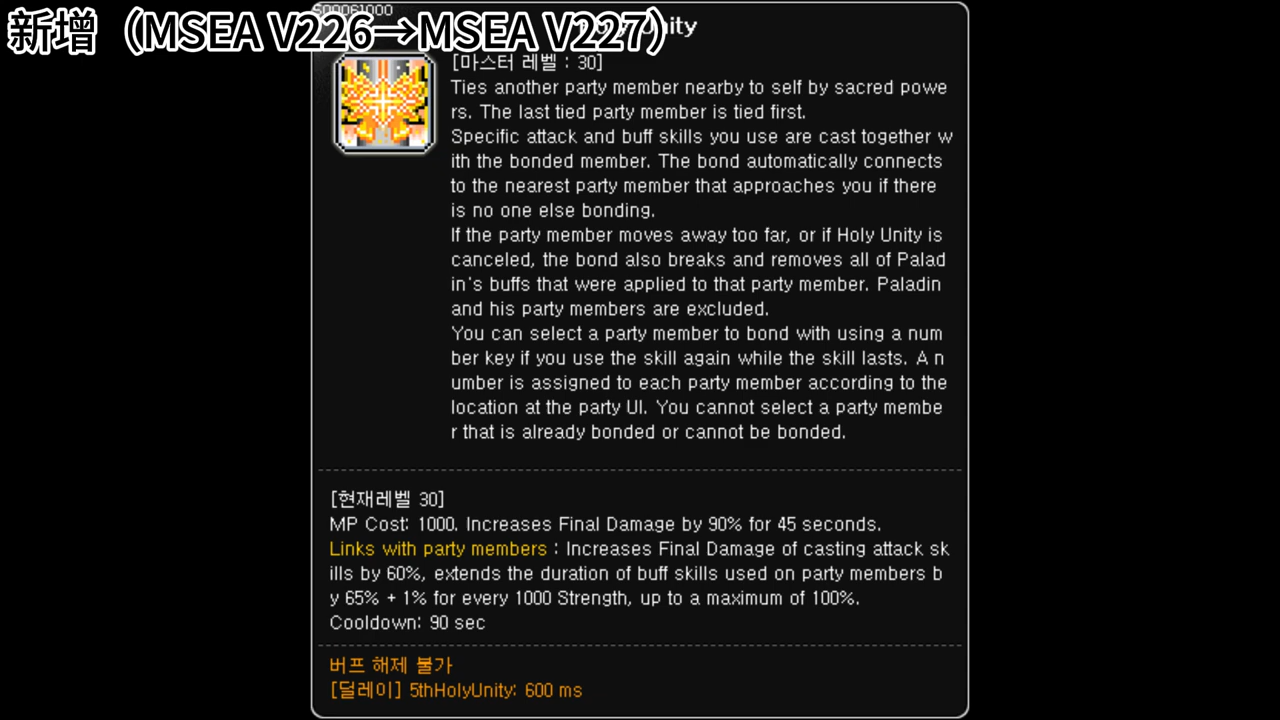 500061000
新增（MSEA V226→MSEA V227）
[마스터 레벨 : 30]
Ties another party member nearby to self by sacred powe
rs. The last tied party member is tied first.
Specific attack and buff skills you use are cast together w
ith the bonded member. The bond automatically connects
to the nearest party member that approaches you if there
is no one else bonding.
If the party member moves away too far, or if Holy Unity is
canceled, the bond also breaks and removes all of Palad
in's buffs that were applied to that party member. Paladin
and his party members are excluded.
You can select a party member to bond with using a num
ber key if you use the skill again while the skill lasts. A n
umber is assigned to each party member according to the
location at the party UI. You cannot select a party membe
r that is already bonded or cannot be bonded.
[현재레벨 30]
MP Cost: 1000. Increases Final Damage by 90% for 45 seconds.
Links with party members : Increases Final Damage of casting attack sk
ills by 60%, extends the duration of buff skills used on party members b
y 65% + 1% for every 1000 Strength, up to a maximum of 100%.
Cooldown: 90 sec
버프 해제 불가
[딜레이] 5thHolyUnity: 600 ms